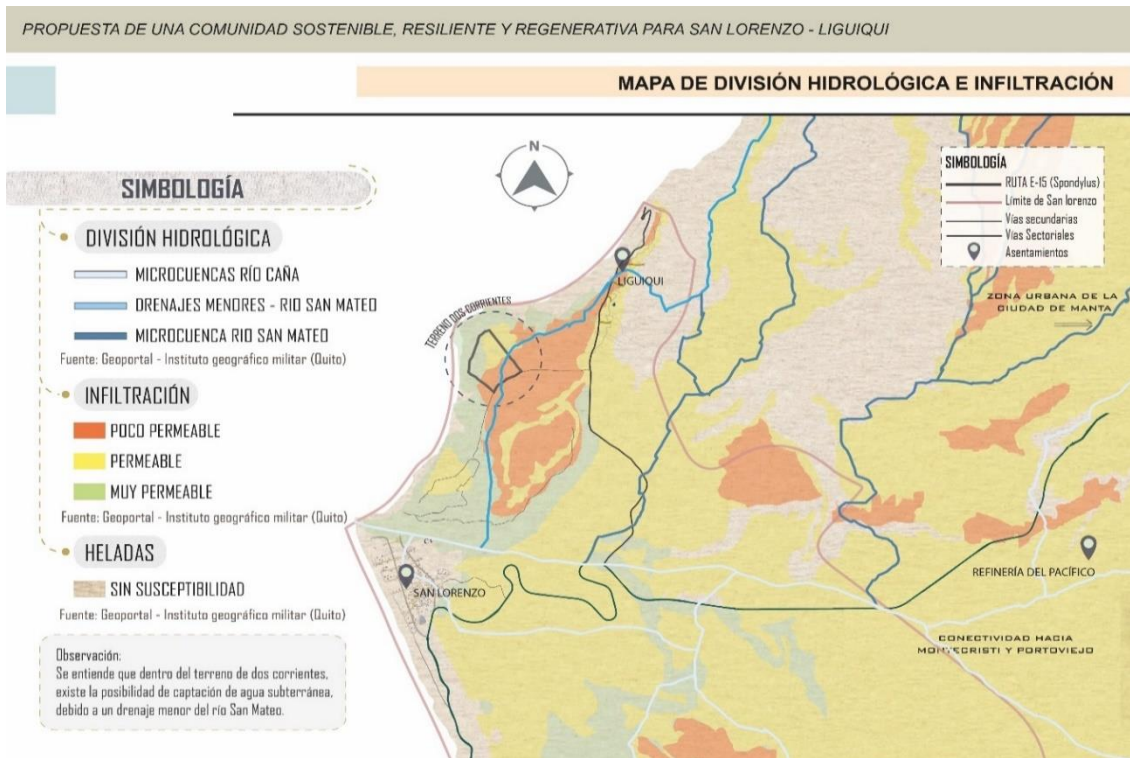 PROPUESTA DE UNA COMUNIDAD SOSTENIBLE, RESILIENTE Y REGENERATIVA PARA SAN LORENZO - LIGUIQUI
MAPA DE DIVISIÓN HIDROLÓGICA E INFILTRACIÓN
SIMBOLOGÍA
DIVISIÓN HIDROLÓGICA
MICROCUENCAS RÍO CAÑA
DRENAJES MENORES - RIO SAN MATEO
MICROCUENCA RIO SAN MATEO
Fuente: Geoportal - Instituto geográfico militar (Quito)
INFILTRACIÓN
POCO PERMEABLE
PERMEABLE
MUY PERMEABLE
Fuente: Geoportal - Instituto geográfico militar (Quito)
HELADAS
SIN SUSCEPTIBILIDAD
Fuente: Geoportal - Instituto geográfico militar (Quito)
Observación:
Se entiende que dentro del terreno de dos corrientes,
existe la posibilidad de captación de agua subterránea,
debido a un drenaje menor del río San Mateo.
N
LIGUIQUI
TERRENO DOS CORRIENTES
SAN LORENZO
SIMBOLOGÍA
RUTA E-15 (Spondylus)
Límite de San lorenzo
Vías secundarias
Vías Sectoriales
Asentamientos
ZONA URBANA DE LA
CIUDAD DE MANTA
REFINERÍA DEL PACÍFICO
CONECTIVIDAD HACIA
MONTECRISTI Y PORTOVIEJO